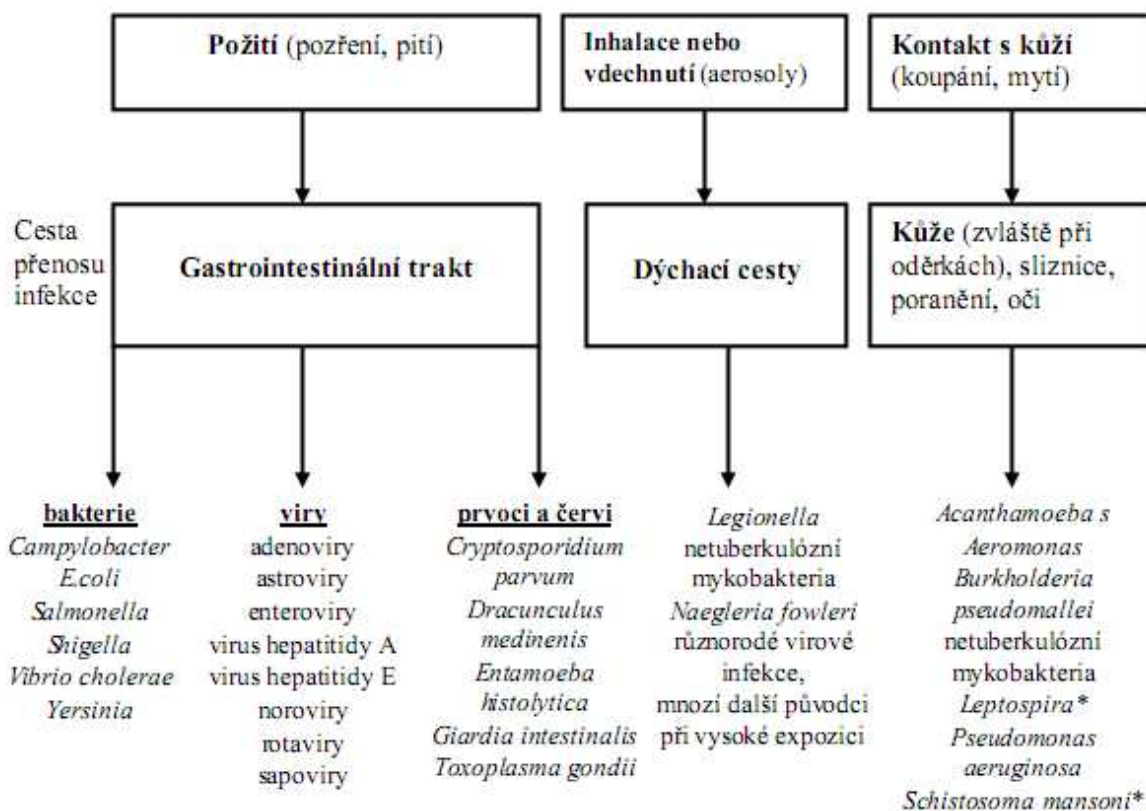 Požití (pozření, pití)
Inhalace nebo
vdechnutí (aerosoly)
Kontakt s kůží
(koupání, mytí)
Cesta
přenosu
infekce
Gastrointestinální trakt
Dýchací cesty
Kůže (zvláště při
oděrkách), sliznice,
poranění, oči
bakterie
Campylobacter
E.coli
Salmonella
Shigella
Vibrio cholerae
Yersinia
viry
adenoviry
astroviry
enteroviry
virus hepatitidy A
virus hepatitidy E
noroviry
rotaviry
sapoviry
prvoci a červi
Cryptosporidium
parvum
Dracunculus
medinenis
Entamoeba
histolytica
Giardia intestinalis
Toxoplasma gondii
Legionella
netuberkulózní
mykobakteria
Naegleria fowleri
různorodé virové
infekce,
mnozí další původci
při vysoké expozici
Acanthamoeba s
Aeromonas
Burkholderia
pseudomallei
netuberkulózní
mykobakteria
Leptospira*
Pseudomonas
aeruginosa
Schistosoma mansoni*